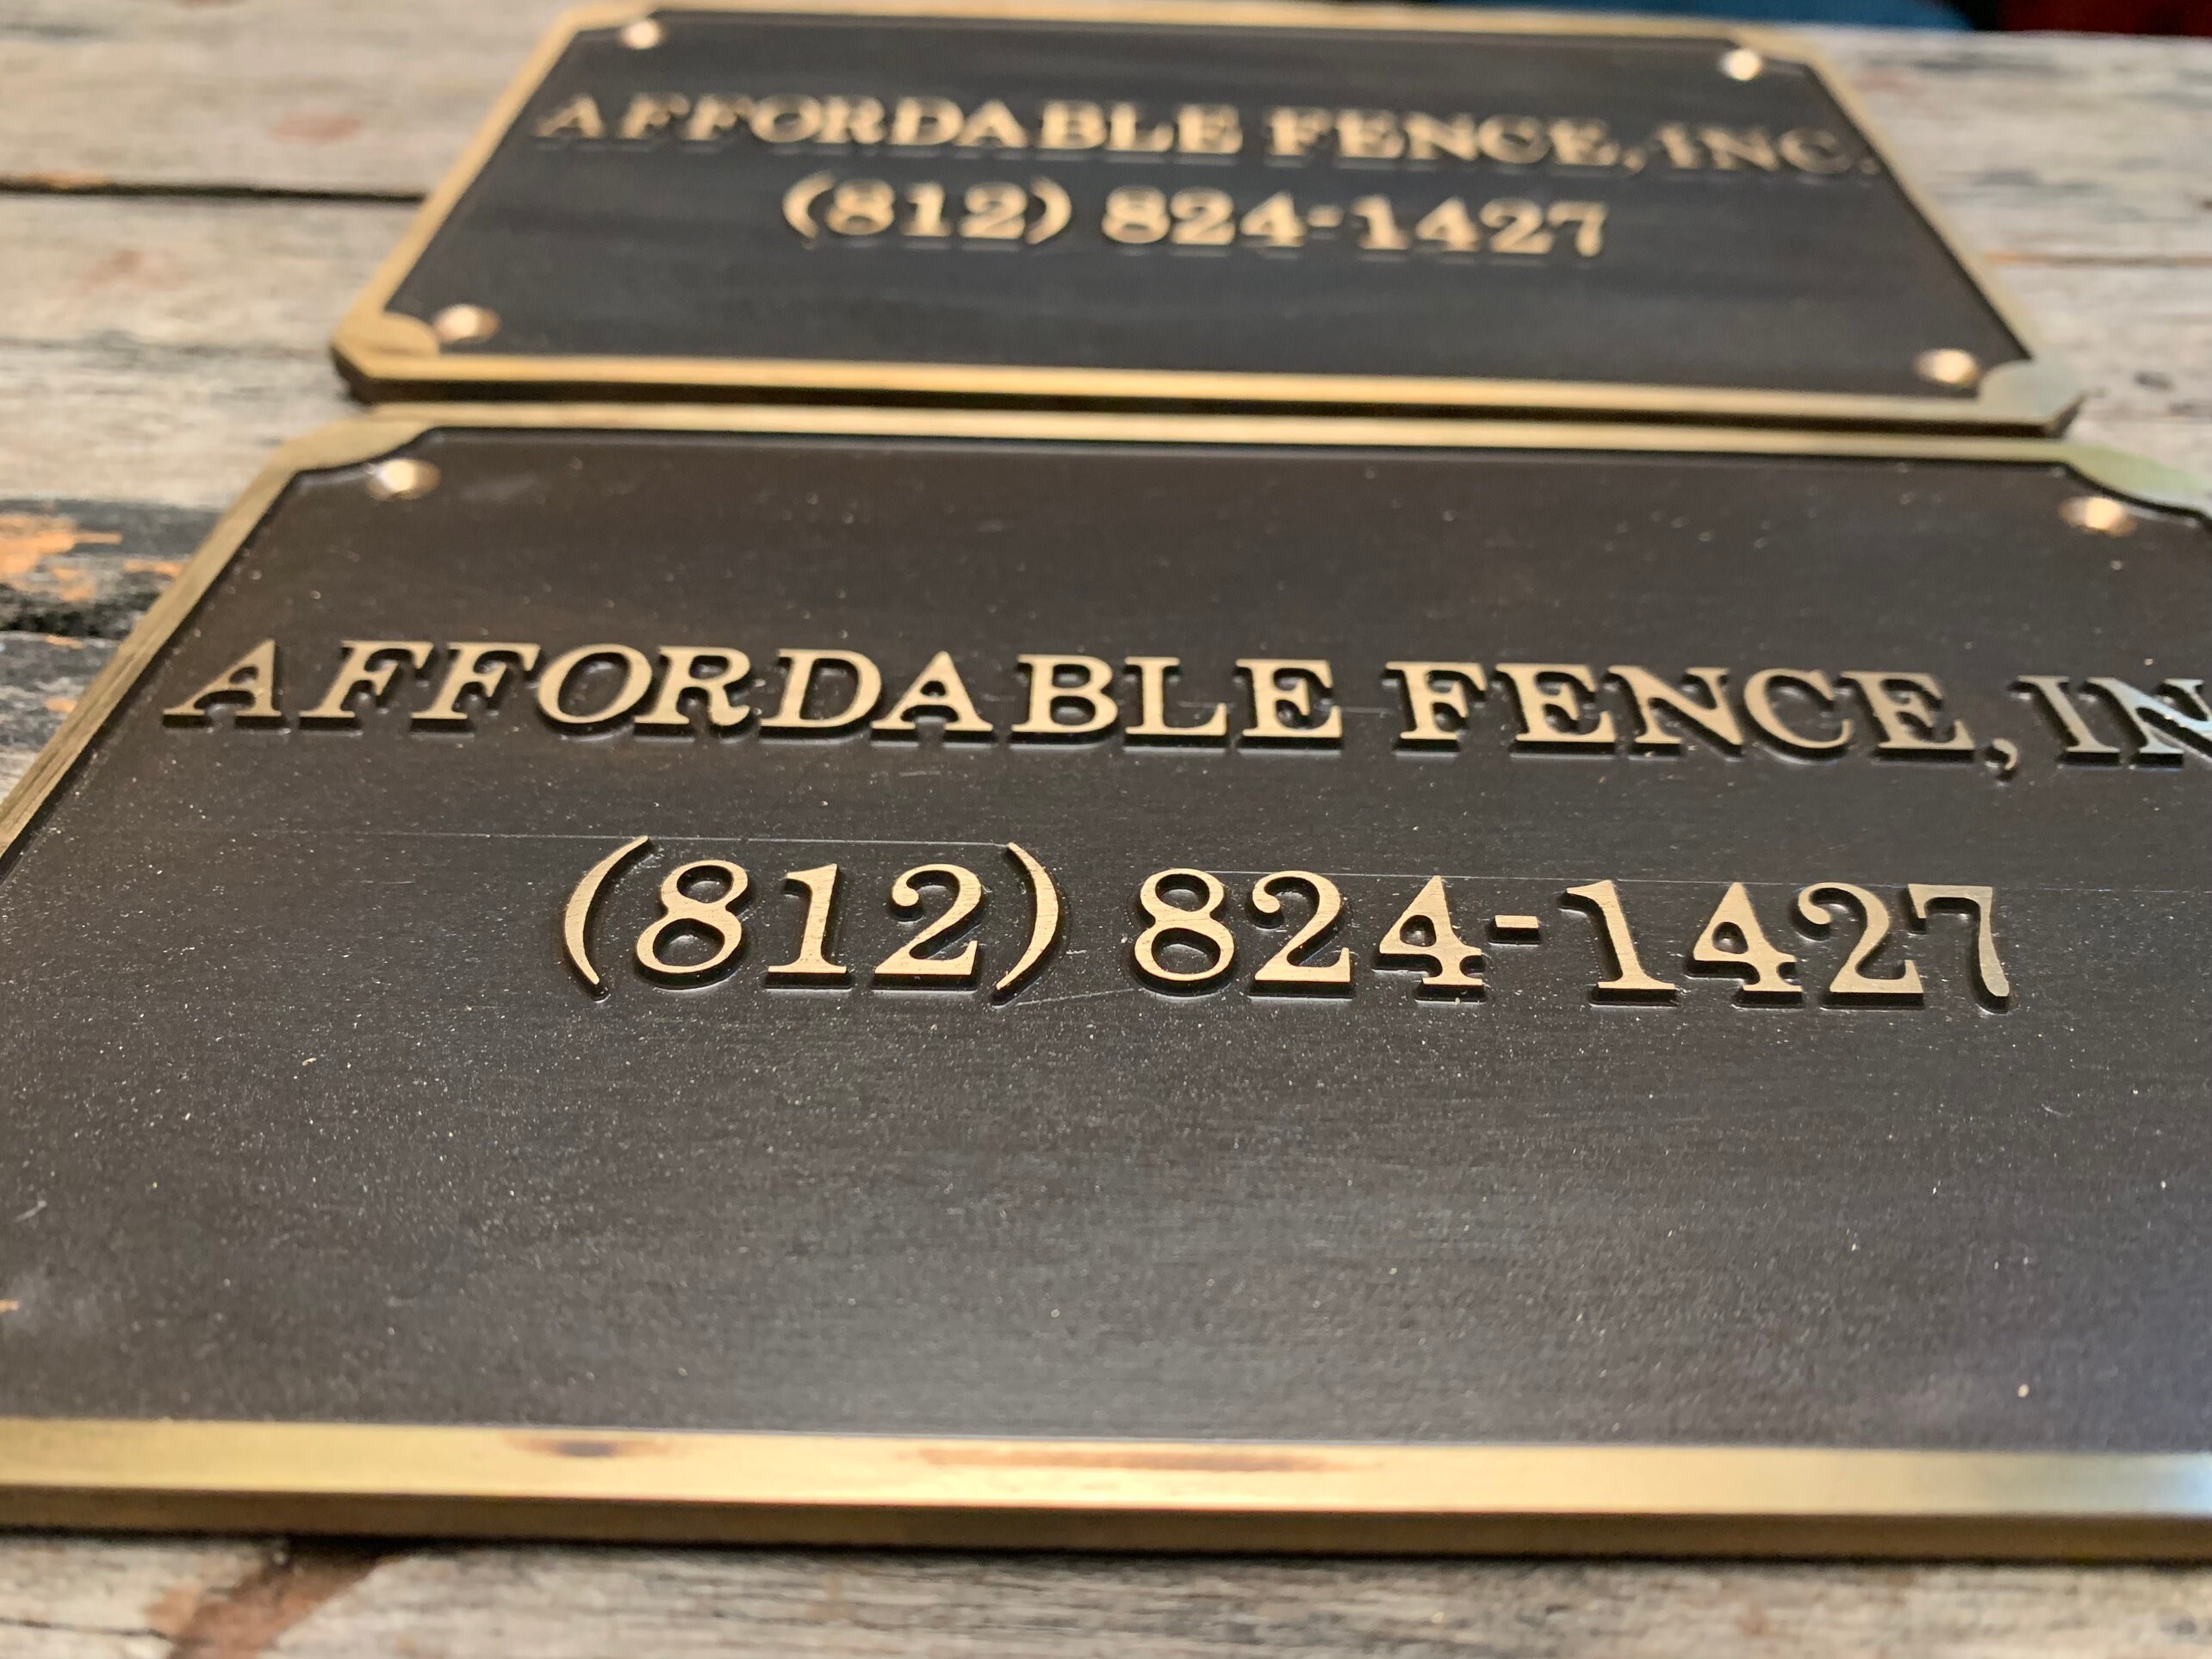 AFFORDABLE FENCE, INC.
(812) 824-1427
AFFORDABLE FENCE, IN
(812) 824-1427